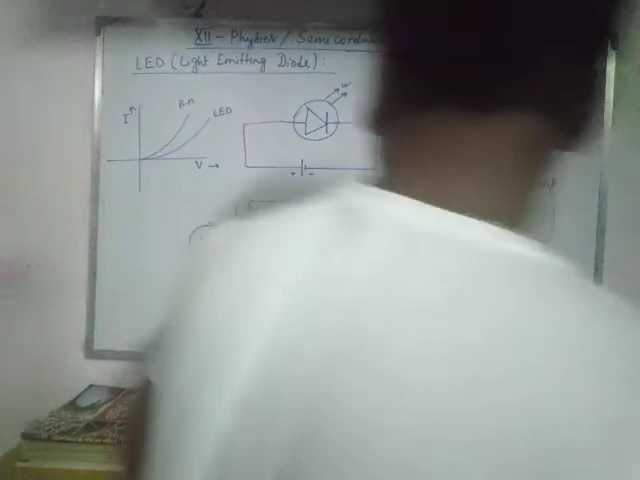 XII - Physics / Semiconduc
LED (Light Emitting Diode):
I↑ p-n LED
V →
+ -